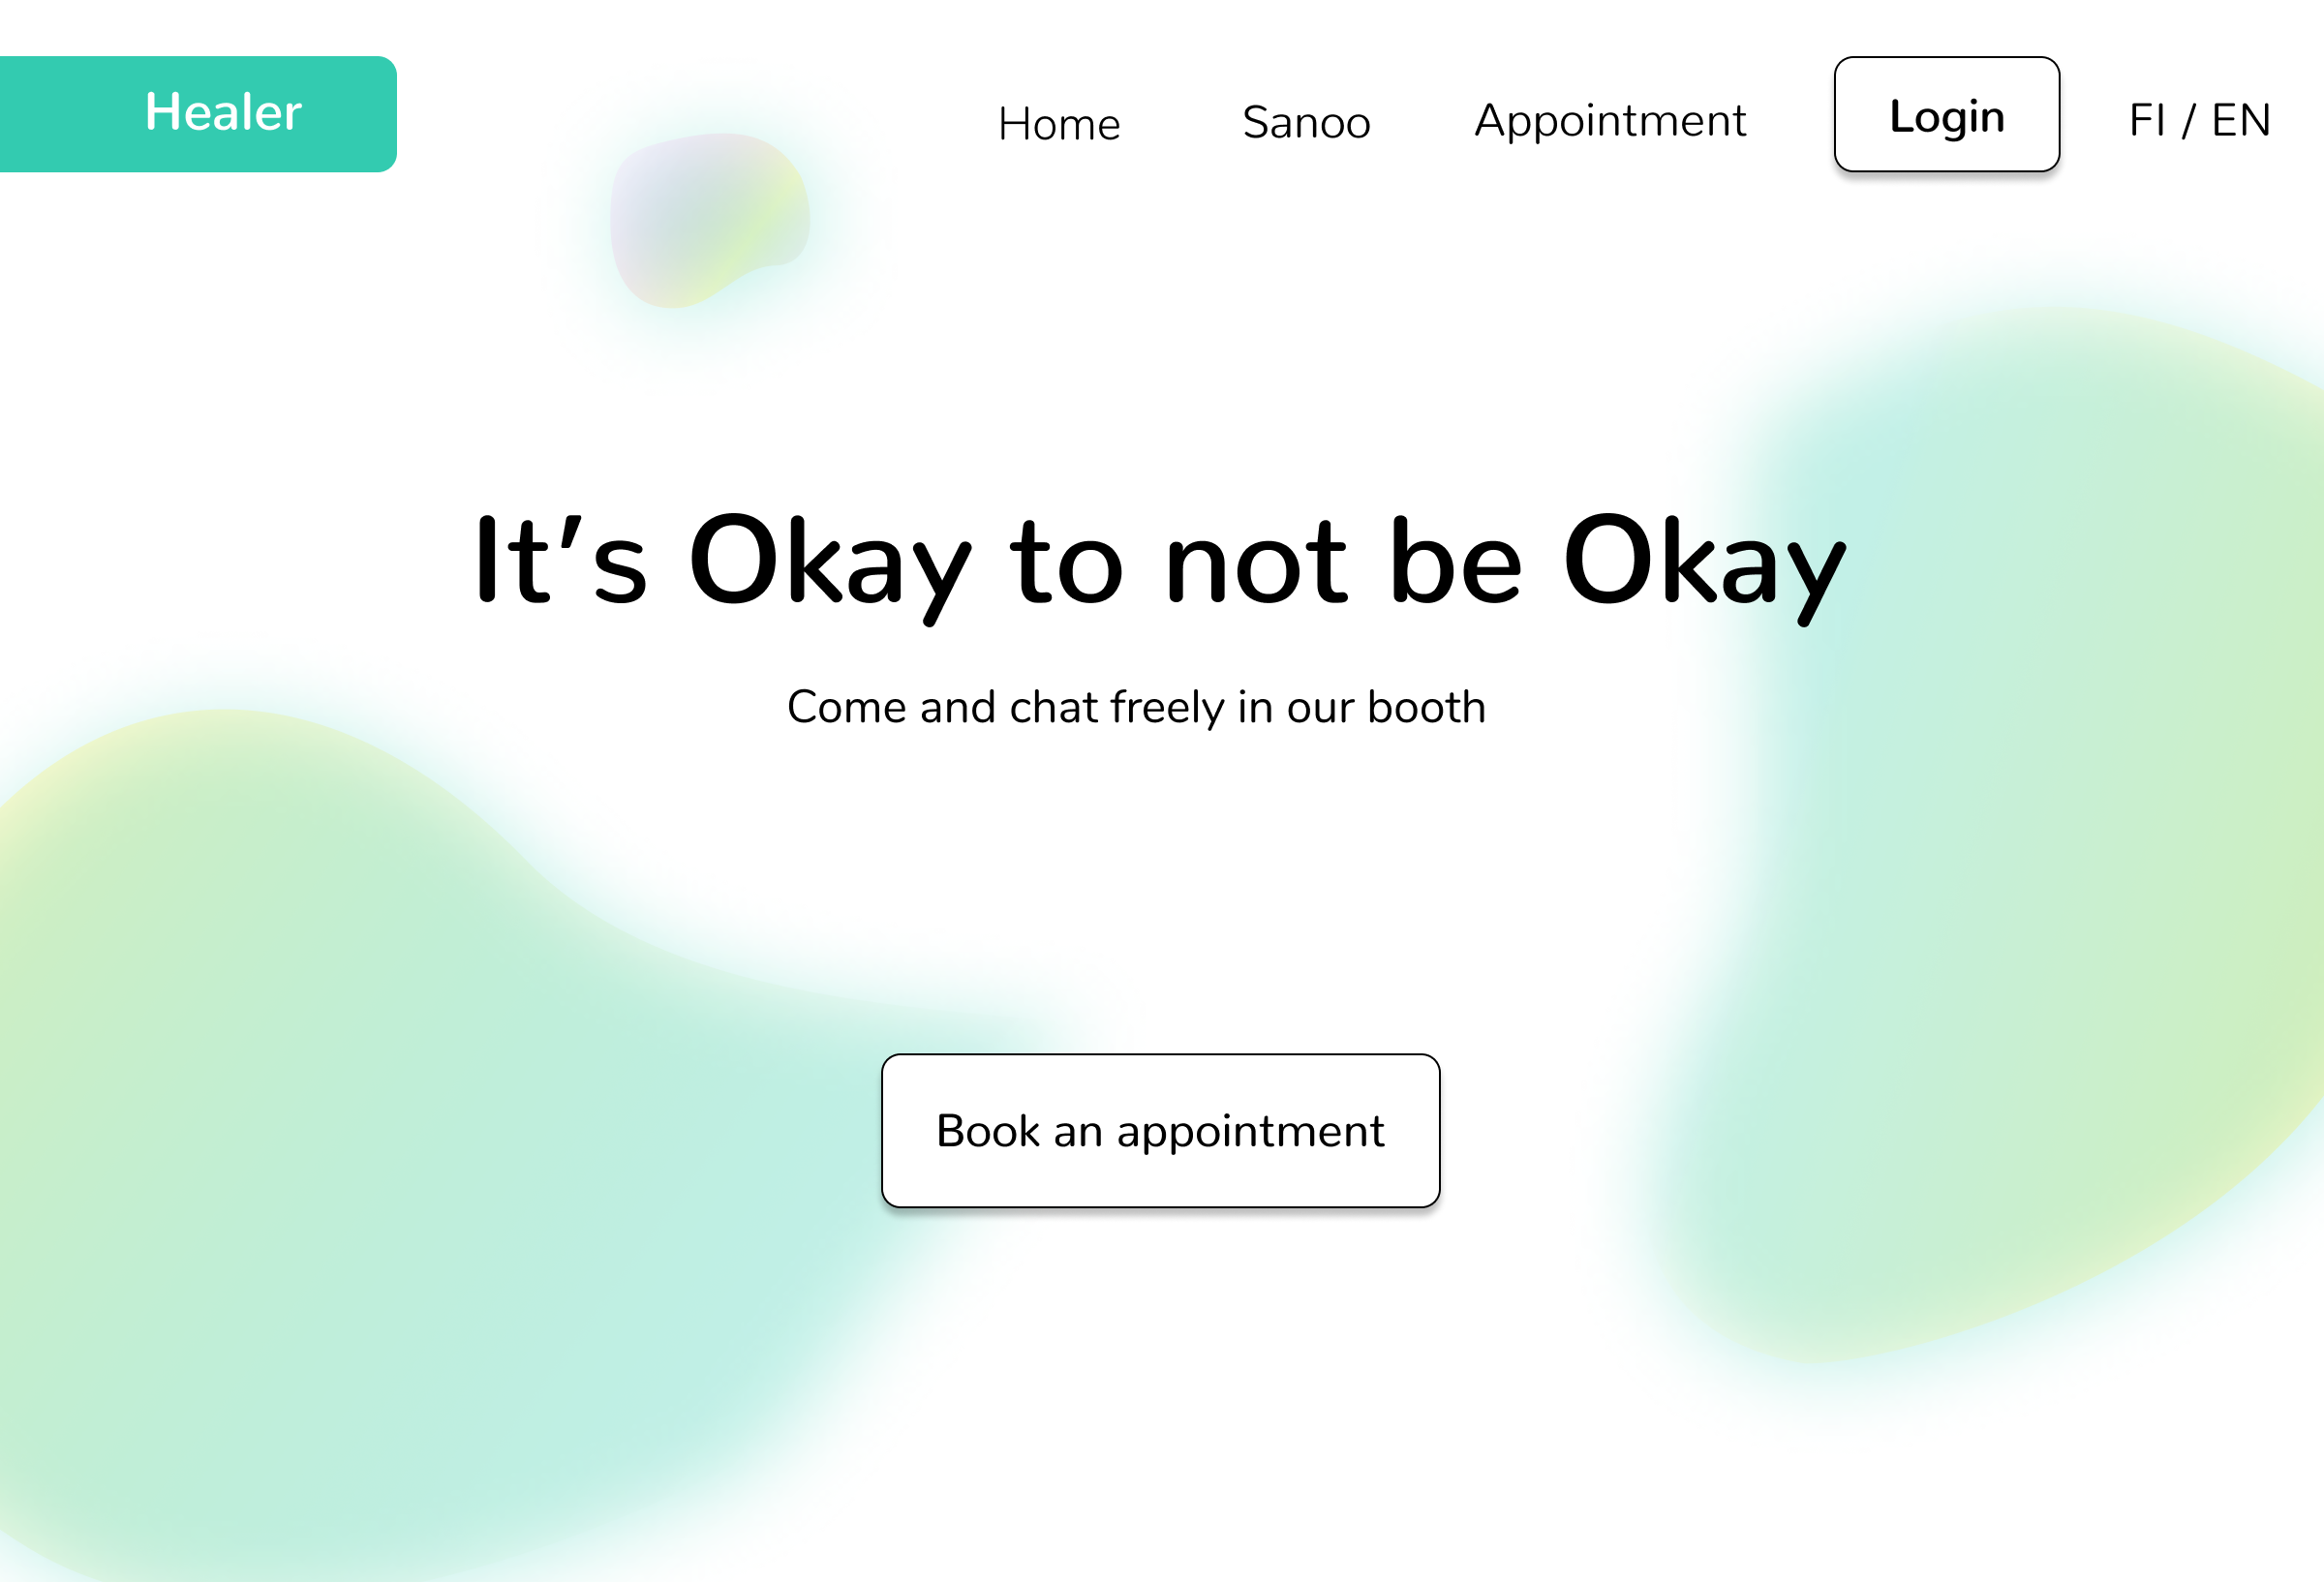 Healer
Home Sanoo Appointment Login FI / EN
It’s Okay to not be Okay
Come and chat freely in our booth
Book an appointment